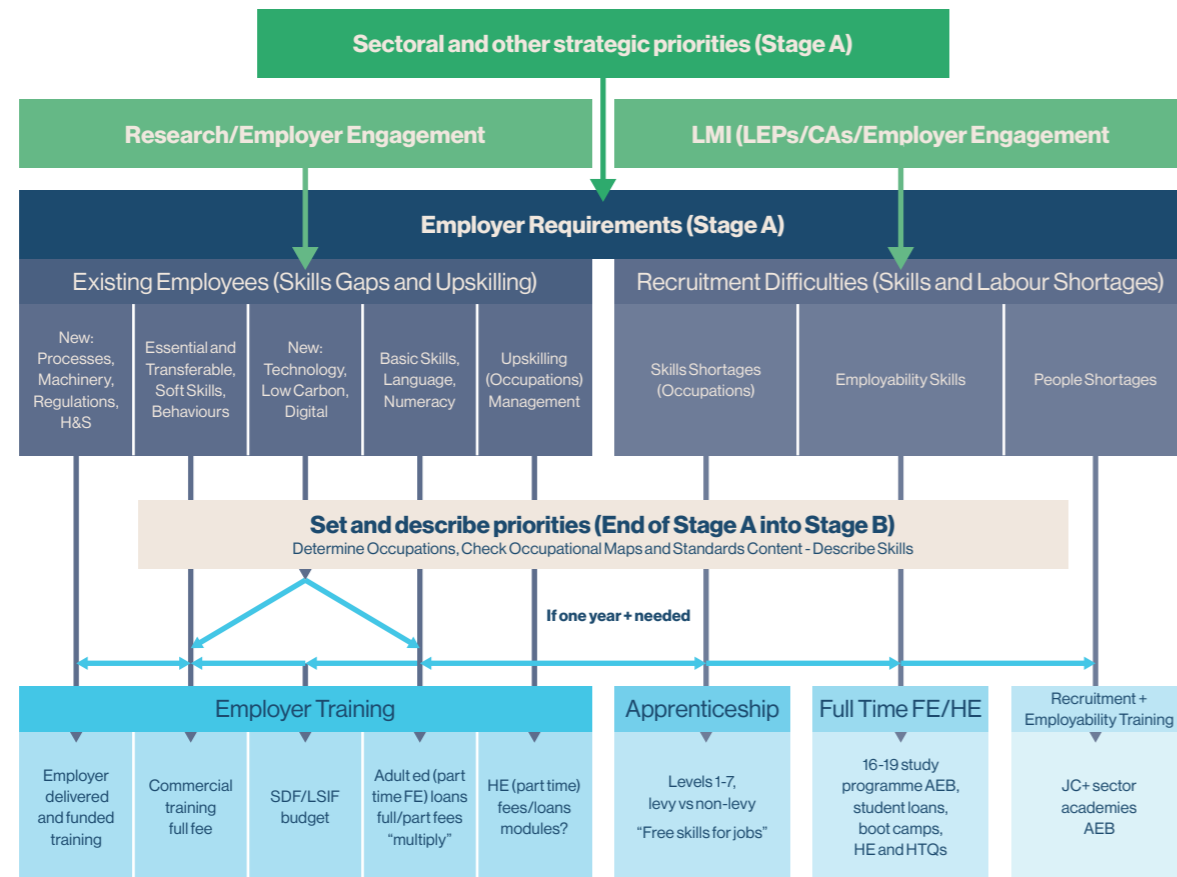 Sectoral and other strategic priorities (Stage A)
Research/Employer Engagement
LMI (LEPs/CAs/Employer Engagement
Employer Requirements (Stage A)
Existing Employees (Skills Gaps and Upskilling)
Recruitment Difficulties (Skills and Labour Shortages)
New:
Processes,
Machinery,
Regulations,
H&S
Essential and
Transferable,
Soft Skills,
Behaviours
New:
Technology,
Low Carbon,
Digital
Basic Skills,
Language,
Numeracy
Upskilling
(Occupations)
Management
Skills Shortages
(Occupations)
Employability Skills
People Shortages
Set and describe priorities (End of Stage A into Stage B)
Determine Occupations, Check Occupational Maps and Standards Content - Describe Skills
If one year + needed
Employer Training
Apprenticeship
Full Time FE/HE
Recruitment +
Employability Training
Employer
delivered
and funded
training
Commercial
training
full fee
SDF/LSIF
budget
Adult ed (part
time FE) loans
full/part fees
“multiply”
HE (part time)
fees/loans
modules?
Levels 1-7,
levy vs non-levy
“Free skills for jobs”
16-19 study
programme AEB,
student loans,
boot camps,
HE and HTQs
JC+ sector
academies
AEB